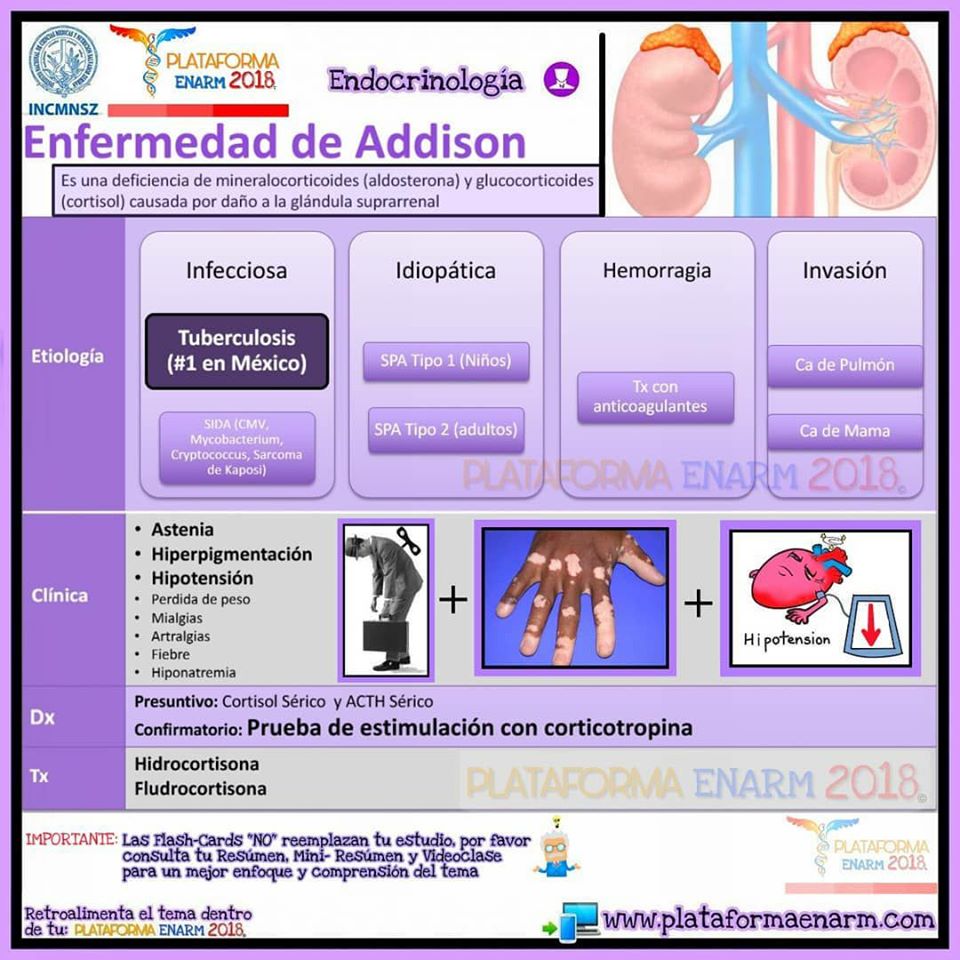 INCMNSZ
PLATAFORMA
ENARM 2018
Endocrinología
Enfermedad de Addison
Es una deficiencia de mineralocorticoides (aldosterona) y glucocorticoides
(cortisol) causada por daño a la glándula suprarrenal
Etiología
Infecciosa
Tuberculosis
(#1 en México)
SIDA (CMV,
Mycobacterium,
Cryptococcus, Sarcoma
de Kaposi)
Idiopática
SPA Tipo 1 (Niños)
SPA Tipo 2 (adultos)
Hemorragia
Tx con
anticoagulantes
Invasión
Ca de Pulmón
Ca de Mama
PLATAFORMA ENARM 2018©
Clínica
• Astenia
• Hiperpigmentación
• Hipotensión
• Perdida de peso
• Mialgias
• Artralgias
• Fiebre
• Hiponatremia
+
+
Hipotension
Dx
Presuntivo: Cortisol Sérico y ACTH Sérico
Confirmatorio: Prueba de estimulación con corticotropina
Tx
Hidrocortisona
Fludrocortisona
PLATAFORMA ENARM 2018©
IMPORTANTE: Las Flash-Cards "NO" reemplazan tu estudio, por favor
consulta tu Resúmen, Mini- Resúmen y Videoclase
para un mejor enfoque y comprensión del tema
PLATAFORMA
ENARM 2018
Retroalimenta el tema dentro
de tu: PLATAFORMA ENARM 2018
www.plataformaenarm.com